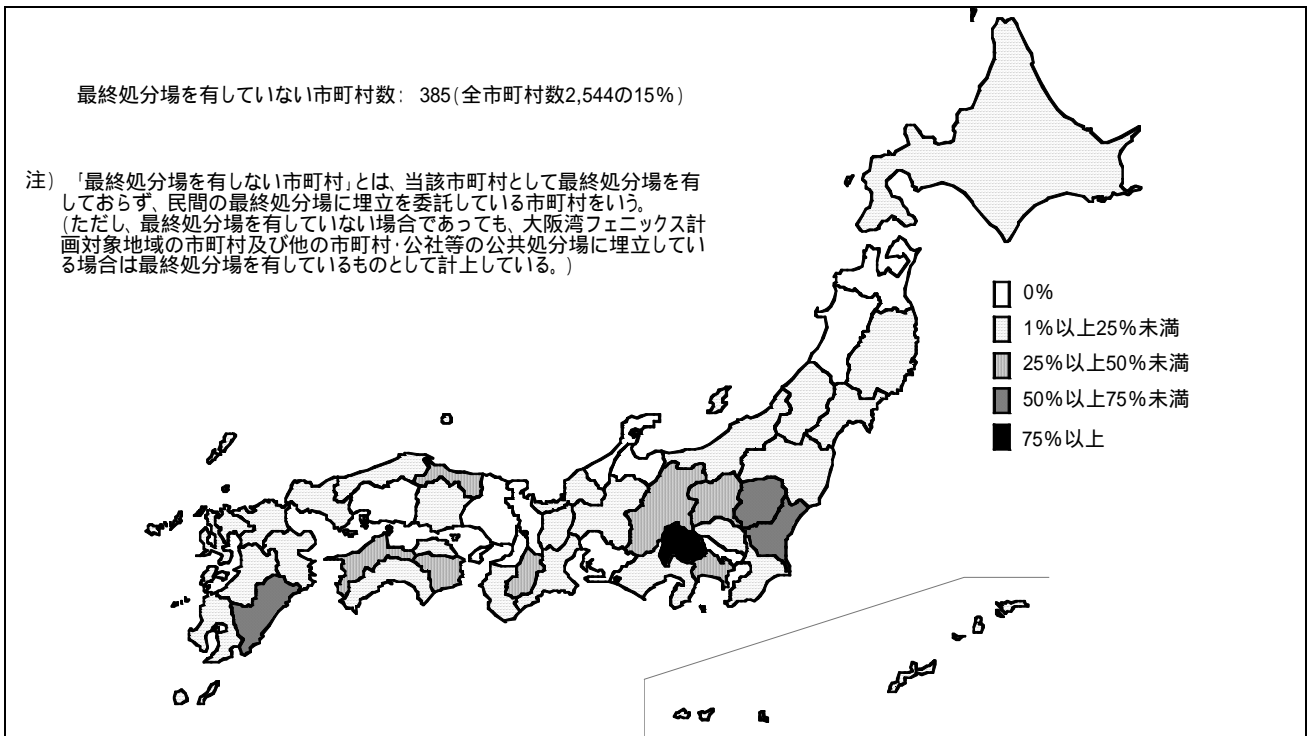 最終処分場を有していない市町村数： 385(全市町村数2,544の15%)
注) 「最終処分場を有しない市町村」とは、当該市町村として最終処分場を有
しておらず、民間の最終処分場に埋立を委託している市町村をいう。
(ただし、最終処分場を有していない場合であっても、大阪湾フェニックス計
画対象地域の市町村及び他の市町村･公社等の公共処分場に埋立してい
る場合は最終処分場を有しているものとして計上している。)
0%
1%以上25%未満
25%以上50%未満
50%以上75%未満
75%以上